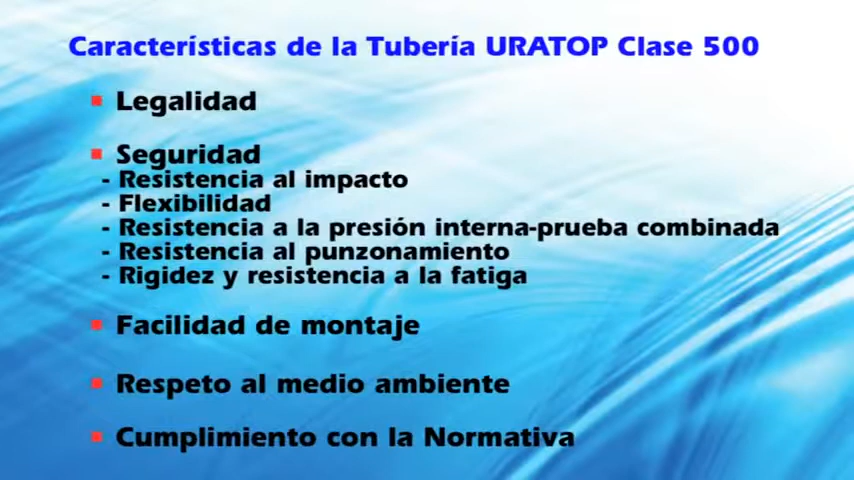 Características de la Tubería URATOP Clase 500
Legalidad
Seguridad
- Resistencia al impacto
- Flexibilidad
- Resistencia a la presión interna-prueba combinada
- Resistencia al punzonamiento
- Rigidez y resistencia a la fatiga
Facilidad de montaje
Respeto al medio ambiente
Cumplimiento con la Normativa